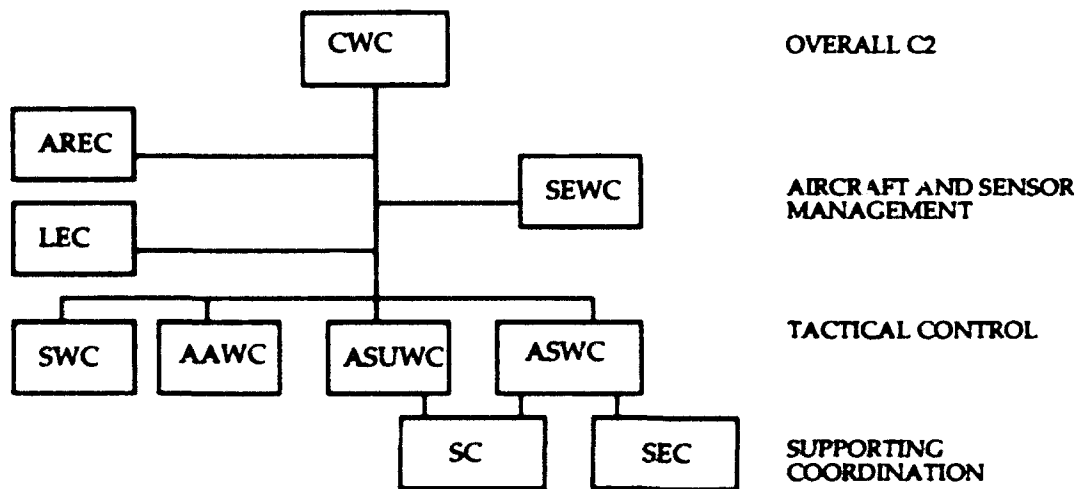 CWC
OVERALL C2
AREC
SEWC
AIRCRAFT AND SENSOR
MANAGEMENT
LEC
SWC
AAWC
ASUWC
ASWC
TACTICAL CONTROL
SC
SEC
SUPPORTING
COORDINATION